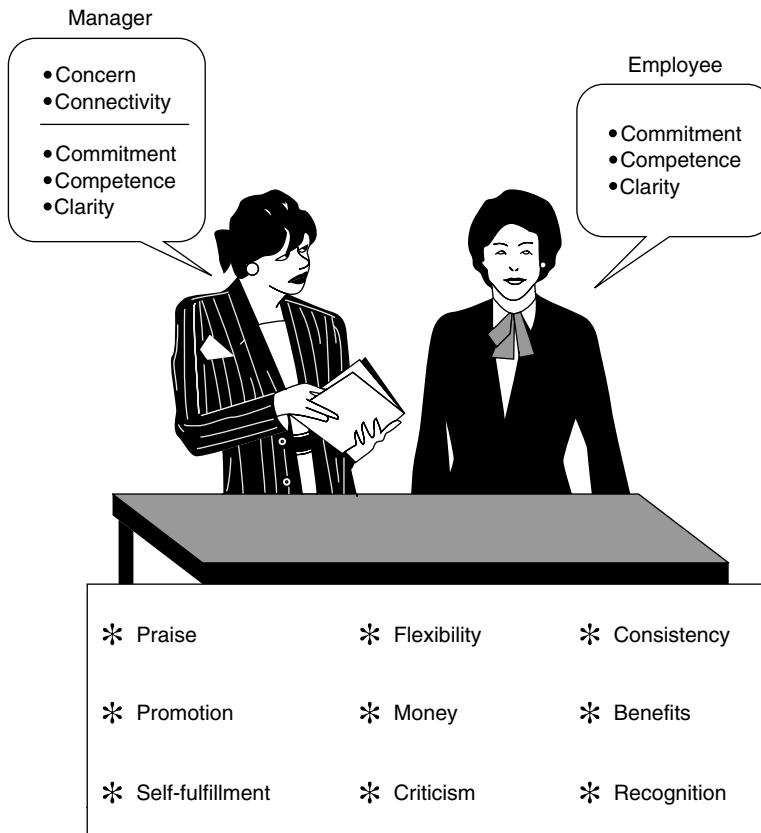 Manager
• Concern
• Connectivity
• Commitment
• Competence
• Clarity
Employee
• Commitment
• Competence
• Clarity
✻ Praise ✻ Flexibility ✻ Consistency
✻ Promotion ✻ Money ✻ Benefits
✻ Self-fulfillment ✻ Criticism ✻ Recognition